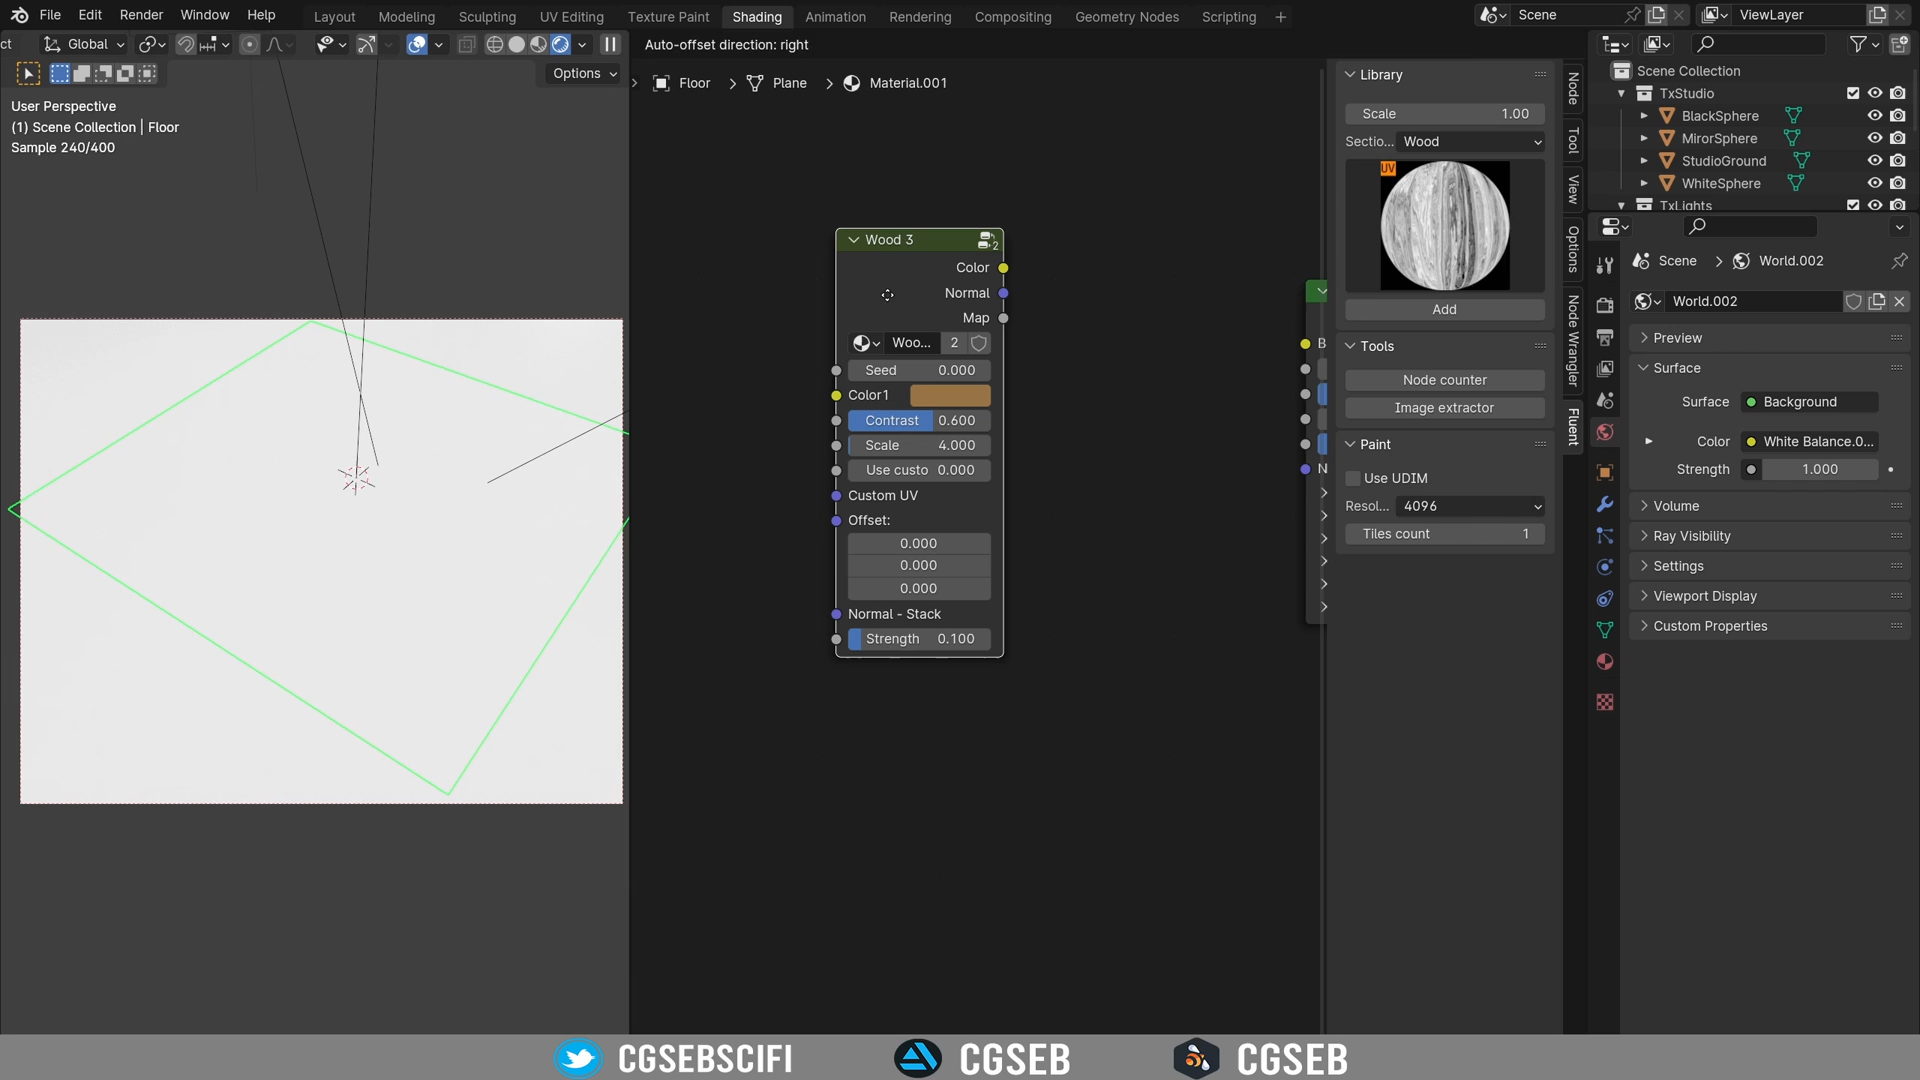 File Edit Render Window Help Layout Modeling Sculpting UV Editing Texture Paint Shading Animation Rendering Compositing Geometry Nodes Scripting + Scene ViewLayer
ct Global Auto-offset direction: right
Options
User Perspective
(1) Scene Collection | Floor
Sample 240/400
Floor Plane Material.001
Wood 3
2
Color
Normal
Map
Woo... 2
Seed 0.000
Color1
Contrast 0.600
Scale 4.000
Use custo 0.000
Custom UV
Offset:
0.000
0.000
0.000
Normal - Stack
Strength 0.100
B
N
Library
Scale 1.00
Sectio... Wood
UV
Add
Tools
Node counter
Image extractor
Paint
Use UDIM
Resol... 4096
Tiles count 1
Node
Tool
View
Options
Node Wrangler
Fluent
Scene Collection
TxStudio
BlackSphere
MirorSphere
StudioGround
WhiteSphere
TxLights
Scene World.002
World.002
Preview
Surface
Surface Background
Color White Balance.0...
Strength 1.000
Volume
Ray Visibility
Settings
Viewport Display
Custom Properties
CGSEBSCIFI CGSEB CGSEB